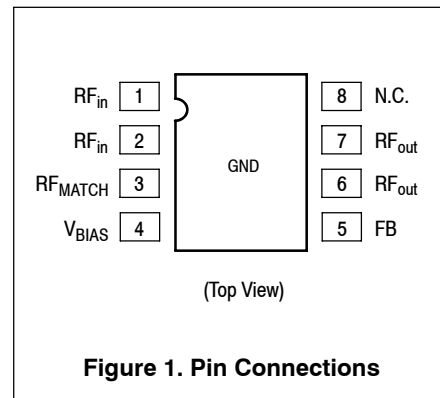 RFin 1 8 N.C.
RFin 2 7 RFout
GND
RFMATCH 3 6 RFout
VBIAS 4 5 FB
(Top View)
Figure 1. Pin Connections